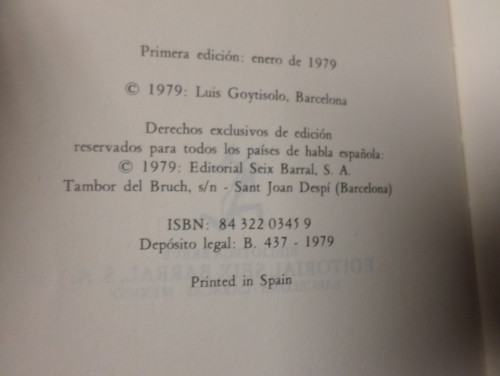 Primera edición: enero de 1979
© 1979: Luis Goytisolo, Barcelona
Derechos exclusivos de edición
reservados para todos los países de habla española:
© 1979: Editorial Seix Barral, S. A.
Tambor del Bruch, s/n - Sant Joan Despí (Barcelona)
ISBN: 84 322 0345 9
Depósito legal: B. 437 - 1979
Printed in Spain